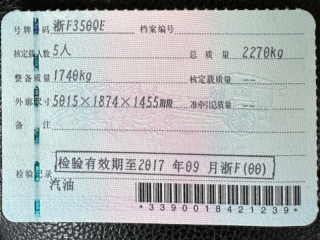 号牌号码 浙F350QE 档案编号
核定载人数 5人 总质量 2270kg
整备质量 1740kg 核定载质量 --
外廓尺寸 5015×1874×1455mm 准牵引总质量 --
备注
检验有效期至2017 年09 月浙F(00)
检验记录
汽油
*3390018421239*